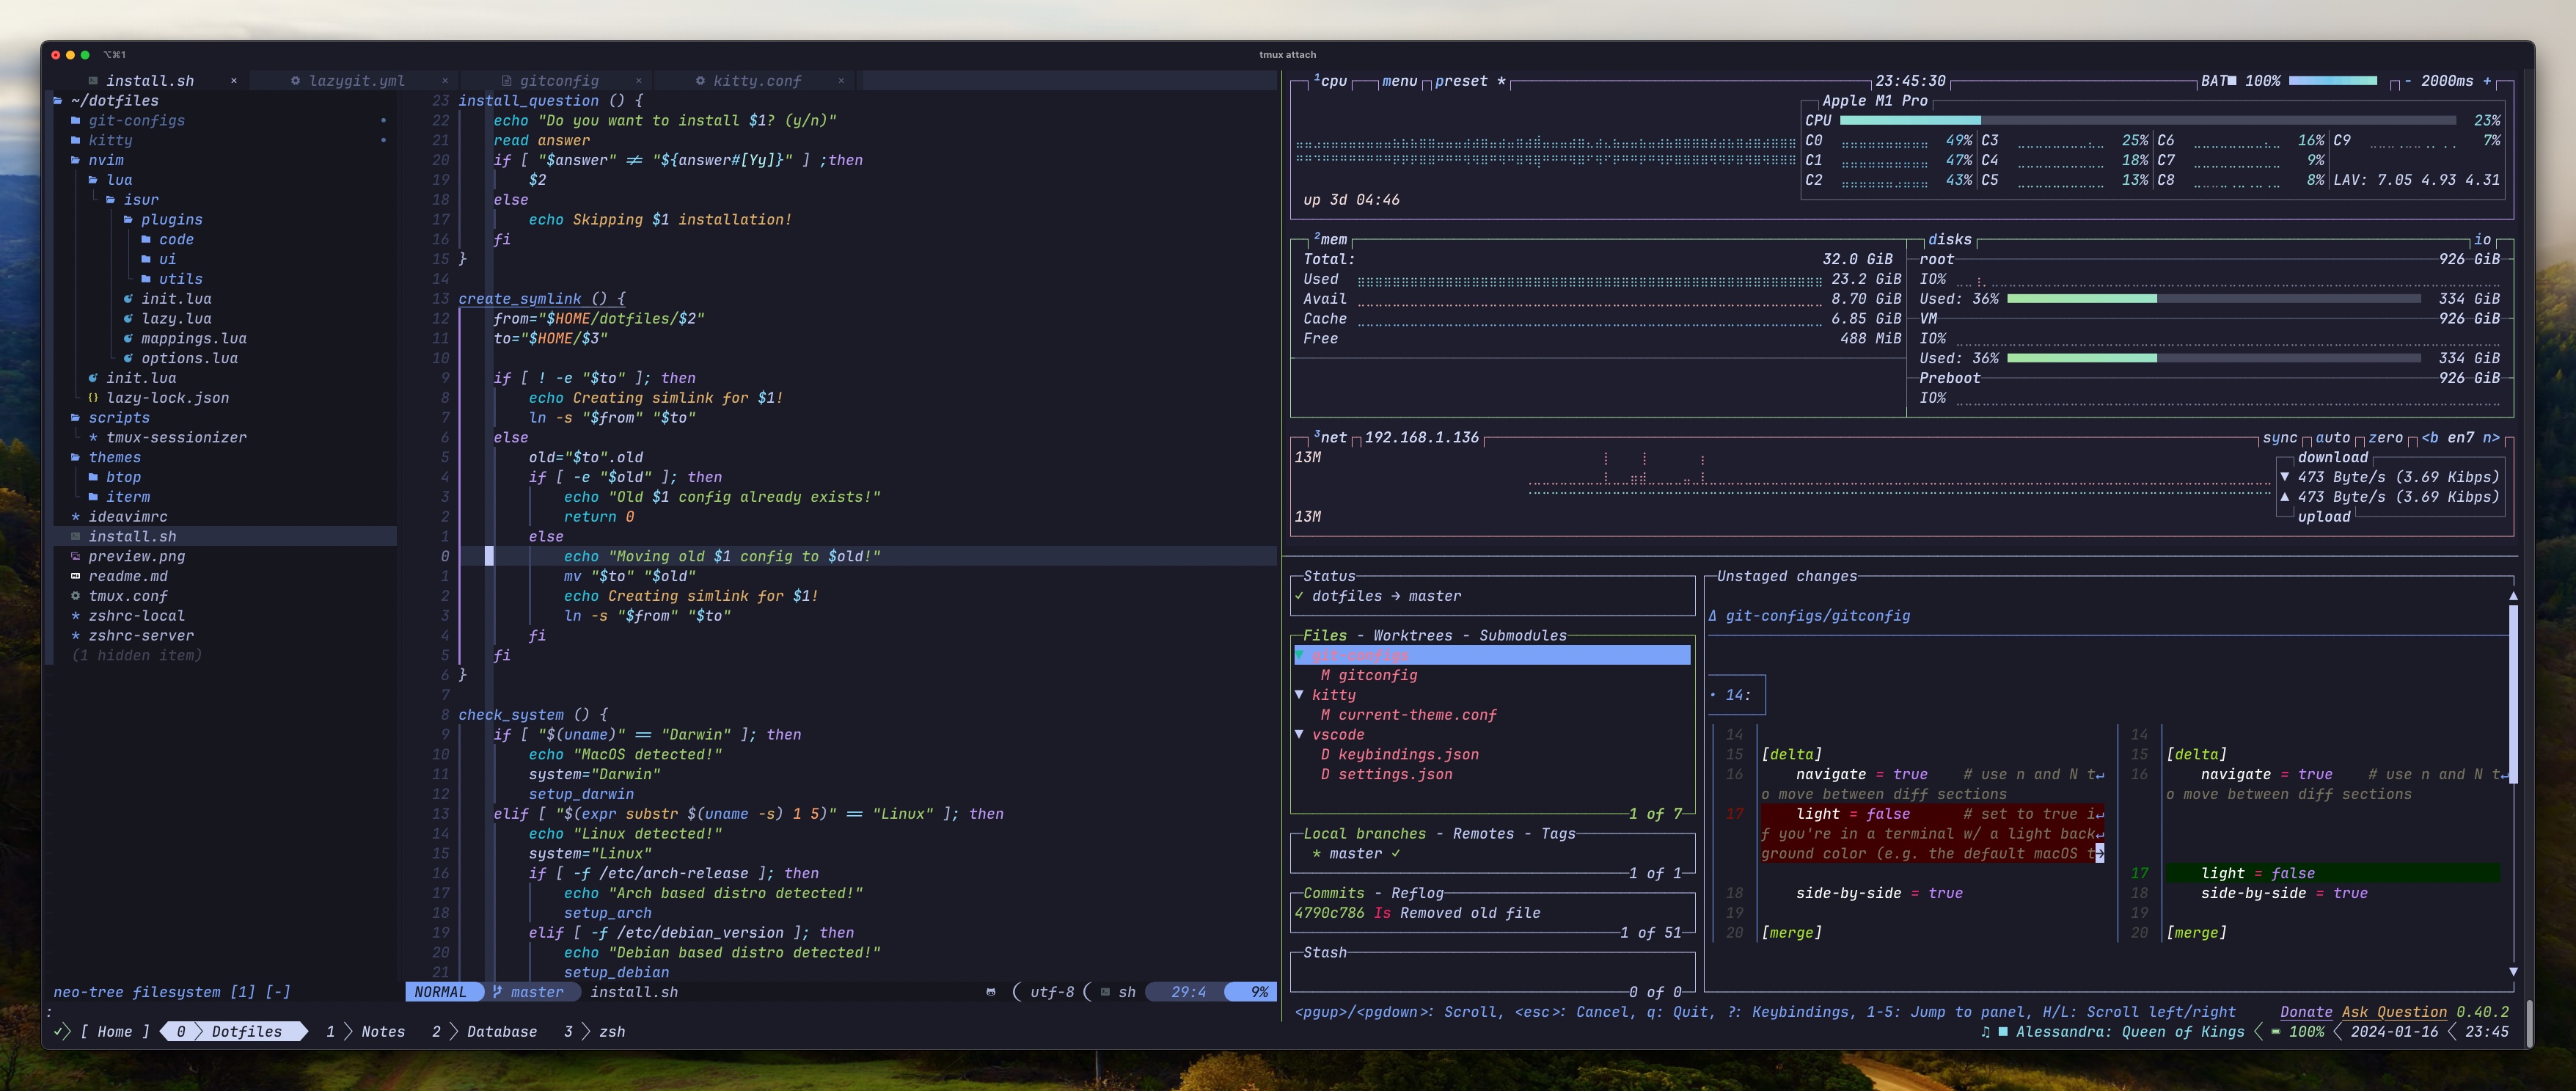 ⌥⌘1
tmux attach
install.sh × lazygit.yml × gitconfig × kitty.conf ×
~/dotfiles
git-configs
kitty
nvim
lua
isur
plugins
code
ui
utils
init.lua
lazy.lua
mappings.lua
options.lua
init.lua
lazy-lock.json
scripts
tmux-sessionizer
themes
btop
iterm
ideavimrc
install.sh
preview.png
readme.md
tmux.conf
zshrc-local
zshrc-server
(1 hidden item)
neo-tree filesystem [1] [-]
23 install_question () {
22 echo "Do you want to install $1? (y/n)"
21 read answer
20 if [ "$answer" ≠ "${answer#[Yy]}" ] ;then
19 $2
18 else
17 echo Skipping $1 installation!
16 fi
15 }
14
13 create_symlink () {
12 from="$HOME/dotfiles/$2"
11 to="$HOME/$3"
10
9 if [ ! -e "$to" ]; then
8 echo Creating simlink for $1!
7 ln -s "$from" "$to"
6 else
5 old="$to".old
4 if [ -e "$old" ]; then
3 echo "Old $1 config already exists!"
2 return 0
1 else
0 echo "Moving old $1 config to $old!"
1 mv "$to" "$old"
2 echo Creating simlink for $1!
3 ln -s "$from" "$to"
4 fi
5 fi
6 }
7
8 check_system () {
9 if [ "$(uname)" == "Darwin" ]; then
10 echo "MacOS detected!"
11 system="Darwin"
12 setup_darwin
13 elif [ "$(expr substr $(uname -s) 1 5)" == "Linux" ]; then
14 echo "Linux detected!"
15 system="Linux"
16 if [ -f /etc/arch-release ]; then
17 echo "Arch based distro detected!"
18 setup_arch
19 elif [ -f /etc/debian_version ]; then
20 echo "Debian based distro detected!"
21 setup_debian
NORMAL master install.sh utf-8 sh 29:4 9%
¹cpu menu preset * 23:45:30 BAT■ 100% - 2000ms +
Apple M1 Pro
CPU 23%
C0 49% C3 25% C6 16% C9 7%
C1 47% C4 18% C7 9%
C2 43% C5 13% C8 8% LAV: 7.05 4.93 4.31
up 3d 04:46
²mem
Total: 32.0 GiB
Used 23.2 GiB
Avail 8.70 GiB
Cache 6.85 GiB
Free 488 MiB
disks io
root 926 GiB
IO%
Used: 36% 334 GiB
VM 926 GiB
IO%
Used: 36% 334 GiB
Preboot 926 GiB
IO%
³net 192.168.1.136 sync auto zero <b en7 n>
13M
download
▼ 473 Byte/s (3.69 Kibps)
▲ 473 Byte/s (3.69 Kibps)
13M
upload
Status
✓ dotfiles → master
Files - Worktrees - Submodules
▼ git-configs
M gitconfig
▼ kitty
M current-theme.conf
▼ vscode
D keybindings.json
D settings.json
1 of 7
Local branches - Remotes - Tags
* master ✓
1 of 1
Commits - Reflog
4790c786 Is Removed old file
1 of 51
Stash
0 of 0
Unstaged changes
Δ git-configs/gitconfig
• 14:
14
15 [delta]
16 navigate = true # use n and N t↵
o move between diff sections
17 light = false # set to true i↵
f you're in a terminal w/ a light back↵
ground color (e.g. the default macOS t→
18 side-by-side = true
19
20 [merge]
14
15 [delta]
16 navigate = true # use n and N t↵
o move between diff sections
17 light = false
18 side-by-side = true
19
20 [merge]
<pgup>/<pgdown>: Scroll, <esc>: Cancel, q: Quit, ?: Keybindings, 1-5: Jump to panel, H/L: Scroll left/right Donate Ask Question 0.40.2
:
[ Home ] 0 Dotfiles 1 Notes 2 Database 3 zsh
♫ ■ Alessandra: Queen of Kings 100% 2024-01-16 23:45